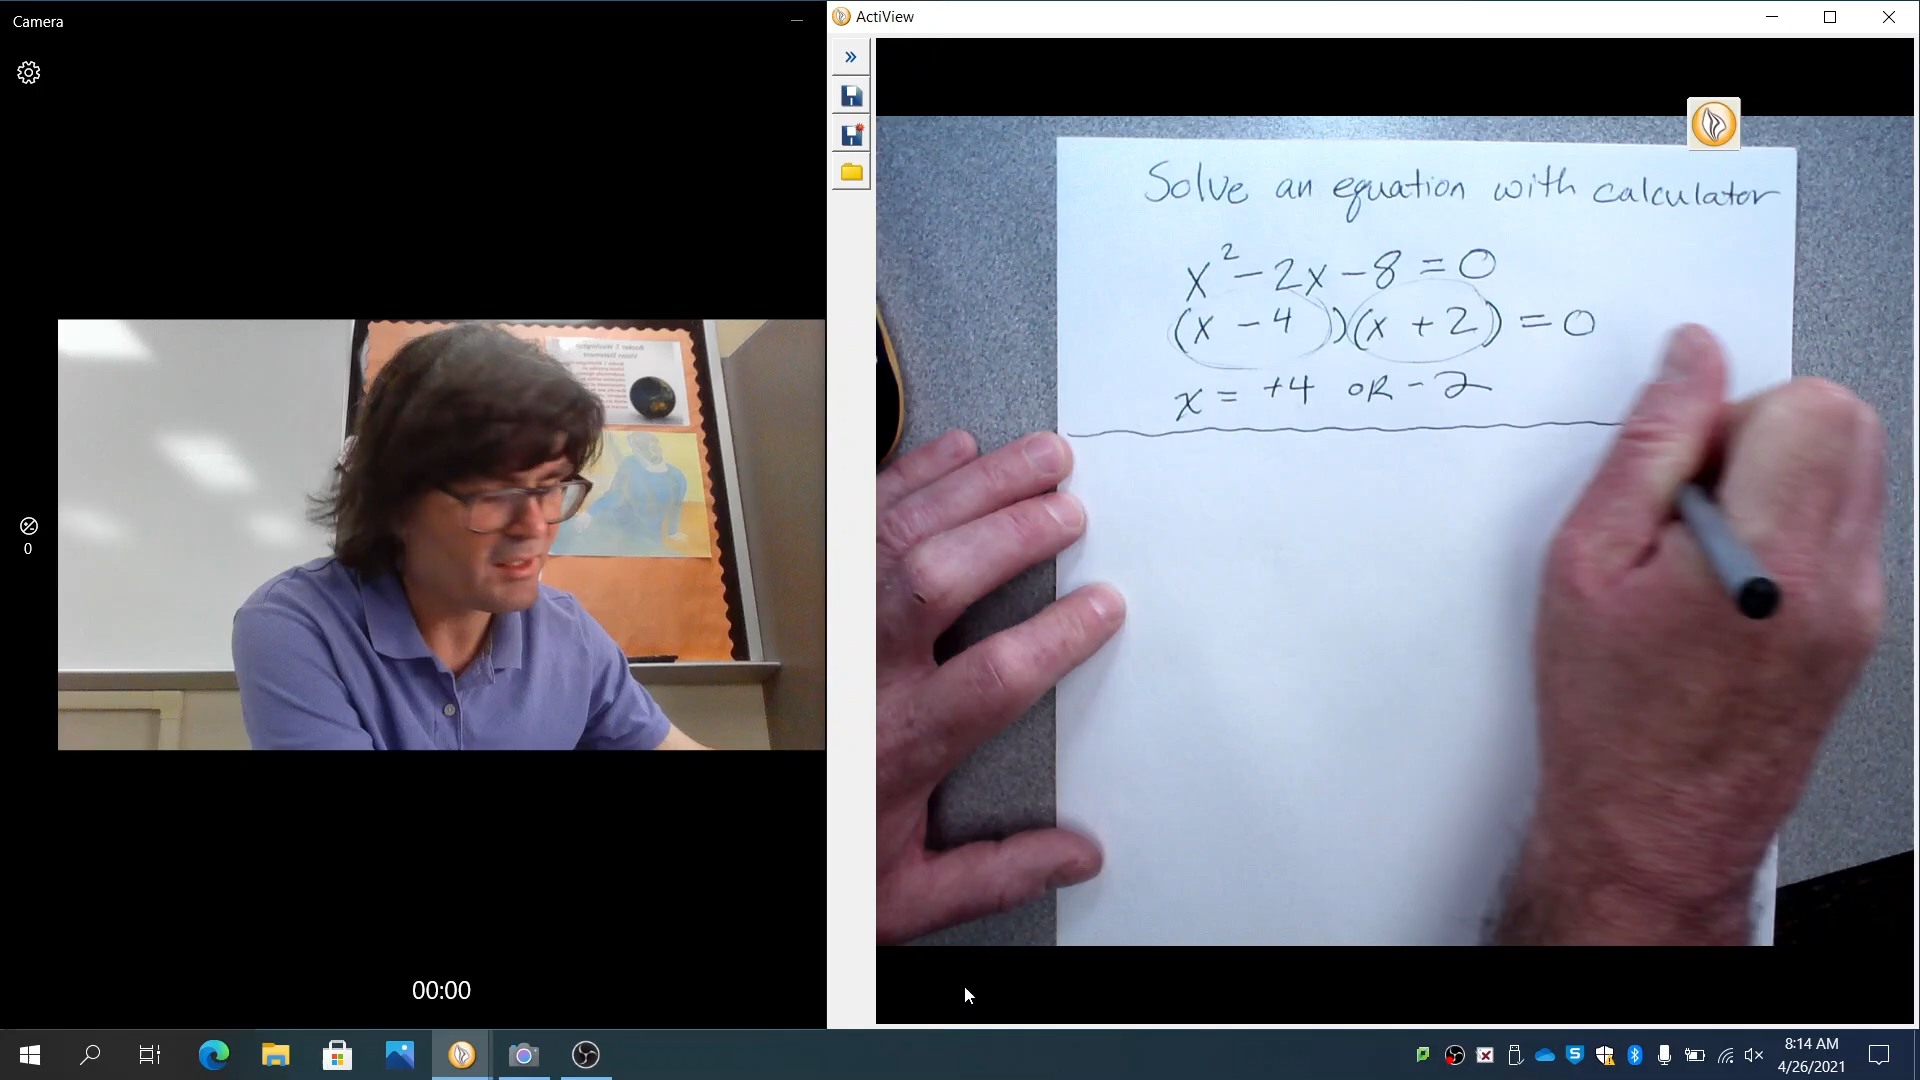 Camera
ActiView
0
Solve an equation with calculator
x² - 2x - 8 = 0
(x - 4 ))(x + 2) = 0
x = +4 OR - 2
00:00
8:14 AM
4/26/2021